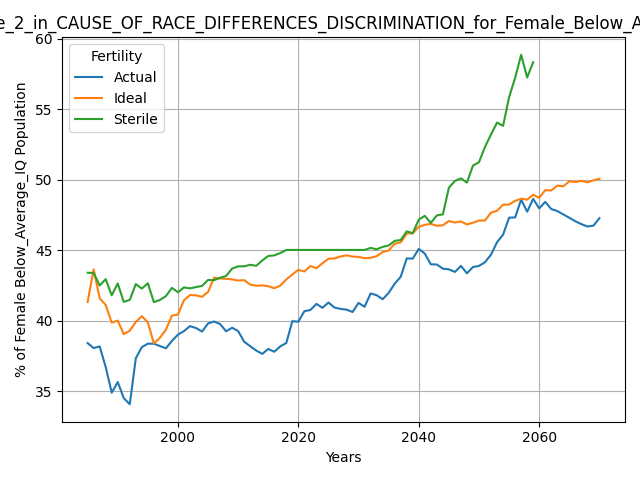 e_2_in_CAUSE_OF_RACE_DIFFERENCES_DISCRIMINATION_for_Female_Below_A
60
55
50
45
40
35
% of Female Below_Average_IQ Population
Fertility
Actual
Ideal
Sterile
2000 2020 2040 2060
Years